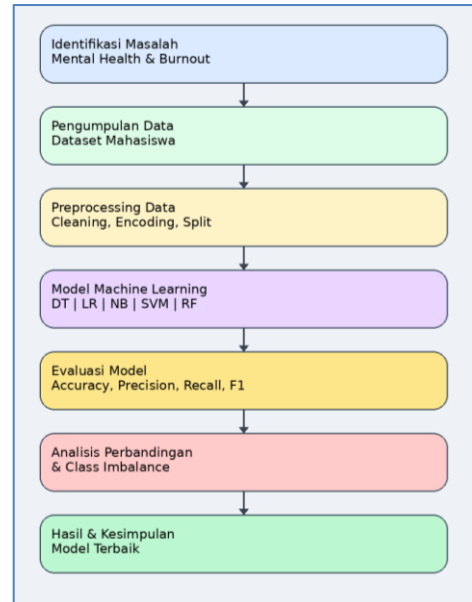 Identifikasi Masalah
Mental Health & Burnout
Pengumpulan Data
Dataset Mahasiswa
Preprocessing Data
Cleaning, Encoding, Split
Model Machine Learning
DT | LR | NB | SVM | RF
Evaluasi Model
Accuracy, Precision, Recall, F1
Analisis Perbandingan
& Class Imbalance
Hasil & Kesimpulan
Model Terbaik